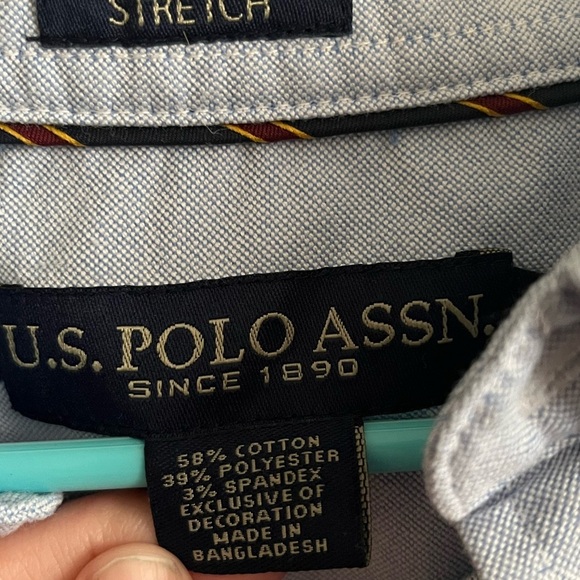 STRETCH
U.S. POLO ASSN.
SINCE 1890
58% COTTON
39% POLYESTER
3% SPANDEX
EXCLUSIVE OF
DECORATION
MADE IN
BANGLADESH